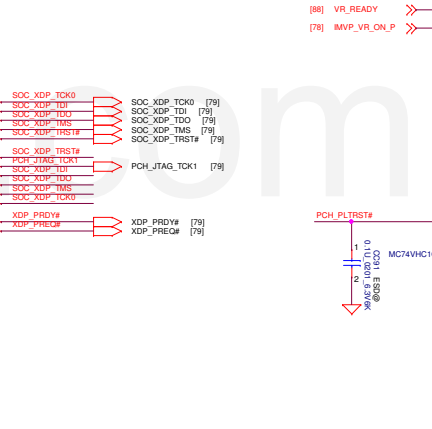 [88] VR_READY
[78] IMVP_VR_ON_P
com
SOC_XDP_TCK0 SOC_XDP_TCK0 [79]
SOC_XDP_TDI SOC_XDP_TDI [79]
SOC_XDP_TDO SOC_XDP_TDO [79]
SOC_XDP_TMS SOC_XDP_TMS [79]
SOC_XDP_TRST# SOC_XDP_TRST# [79]
SOC_XDP_TRST#
PCH_JTAG_TCK1 PCH_JTAG_TCK1 [79]
SOC_XDP_TDI
SOC_XDP_TDO
SOC_XDP_TMS
SOC_XDP_TCK0
XDP_PRDY# XDP_PRDY# [79]
XDP_PREQ# XDP_PREQ# [79]
PCH_PLTRST#
1
2
CC91 ESD@
0.1U_0201_6.3V6K
MC74VHC1